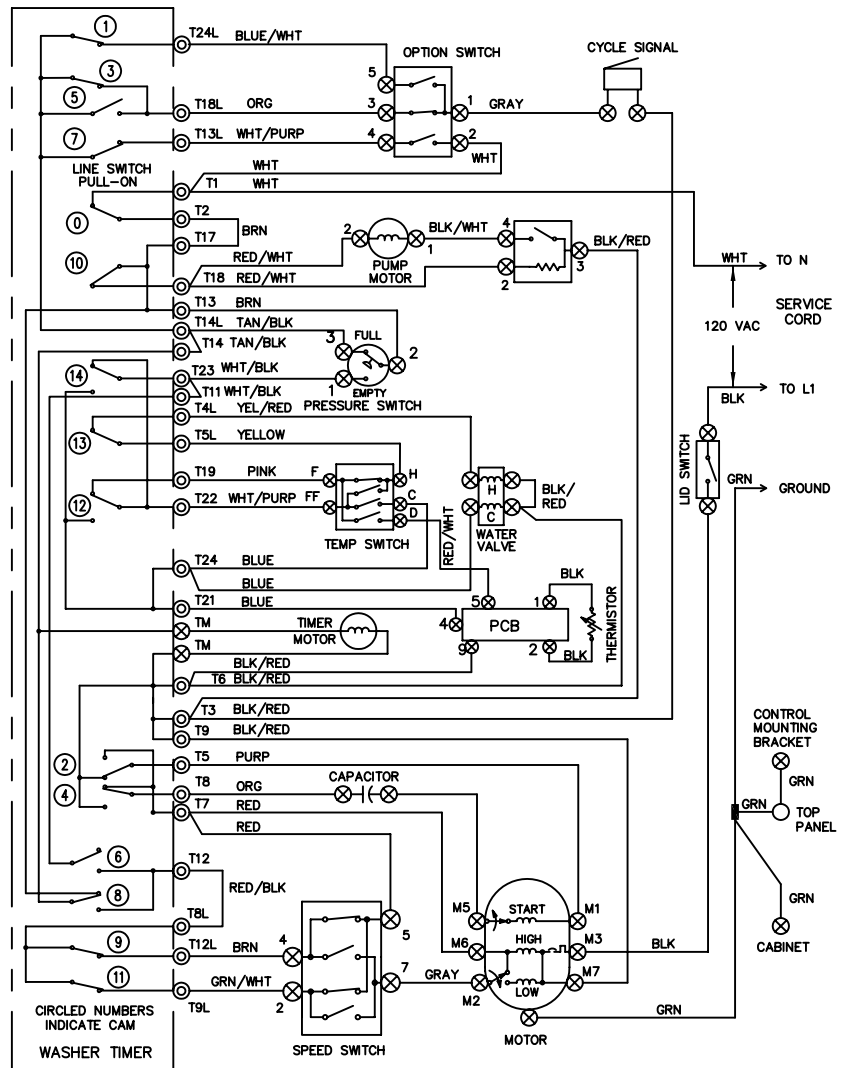 1
T24L BLUE/WHT
OPTION SWITCH
CYCLE SIGNAL
3
5
5
T18L ORG
3
1
GRAY
7
T13L WHT/PURP
4
2
LINE SWITCH
PULL-ON
WHT
WHT
T1 WHT
0
T2
BRN
T17
10
RED/WHT
2
PUMP
MOTOR
1
BLK/WHT
4
BLK/RED
3
2
WHT
TO N
T18 RED/WHT
SERVICE
CORD
T13 BRN
T14L TAN/BLK
T14 TAN/BLK
3
FULL
2
120 VAC
14
T23 WHT/BLK
1
EMPTY
T11 WHT/BLK
PRESSURE SWITCH
BLK
TO L1
T4L YEL/RED
13
T5L YELLOW
LID SWITCH
T19 PINK
F
H
H
BLK/
RED
GRN
GROUND
12
T22 WHT/PURP
FF
C
D
C
TEMP SWITCH
RED/WHT
WATER
VALVE
T24 BLUE
BLUE
BLK
T21 BLUE
5
1
4
PCB
THERMISTOR
TM
TIMER
MOTOR
9
2
BLK
TM
BLK/RED
T6 BLK/RED
T3 BLK/RED
T9 BLK/RED
CONTROL
MOUNTING
BRACKET
2
T5 PURP
4
T8 ORG
CAPACITOR
GRN
T7 RED
GRN
TOP
PANEL
RED
6
T12
RED/BLK
8
GRN
T8L
M5
START
M1
5
9
T12L BRN
4
M6
HIGH
M3
BLK
CABINET
11
GRN/WHT
7
GRAY
M2
LOW
M7
T9L
2
GRN
CIRCLED NUMBERS
INDICATE CAM
MOTOR
WASHER TIMER
SPEED SWITCH